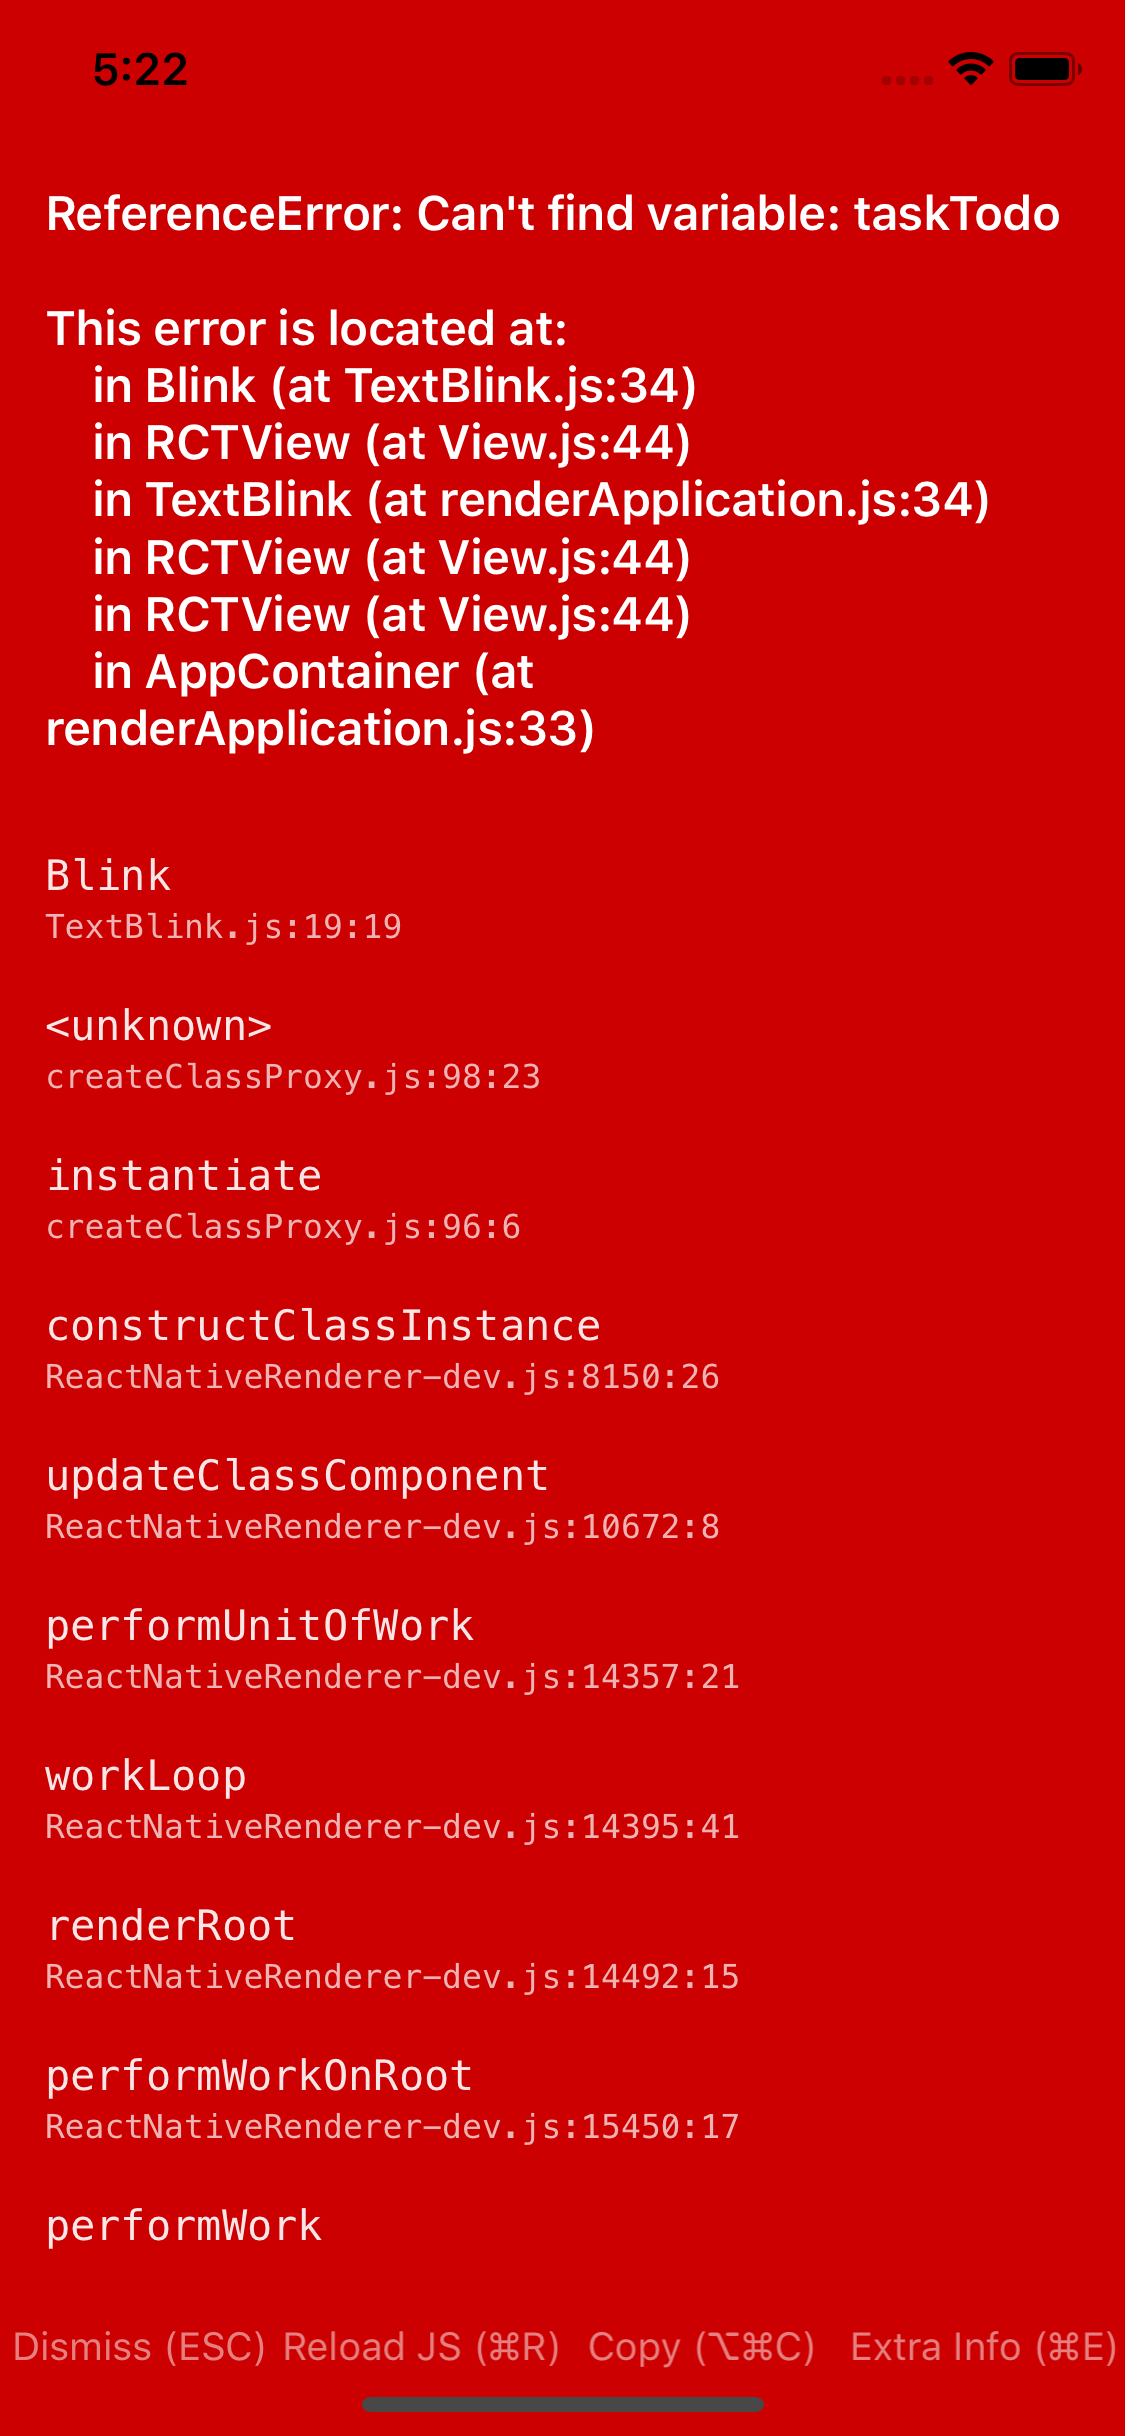 5:22
ReferenceError: Can't find variable: taskTodo
This error is located at:
in Blink (at TextBlink.js:34)
in RCTView (at View.js:44)
in TextBlink (at renderApplication.js:34)
in RCTView (at View.js:44)
in RCTView (at View.js:44)
in AppContainer (at
renderApplication.js:33)
Blink
TextBlink.js:19:19
<unknown>
createClassProxy.js:98:23
instantiate
createClassProxy.js:96:6
constructClassInstance
ReactNativeRenderer-dev.js:8150:26
updateClassComponent
ReactNativeRenderer-dev.js:10672:8
performUnitOfWork
ReactNativeRenderer-dev.js:14357:21
workLoop
ReactNativeRenderer-dev.js:14395:41
renderRoot
ReactNativeRenderer-dev.js:14492:15
performWorkOnRoot
ReactNativeRenderer-dev.js:15450:17
performWork
Dismiss (ESC) Reload JS (⌘R) Copy (⌥⌘C) Extra Info (⌘E)